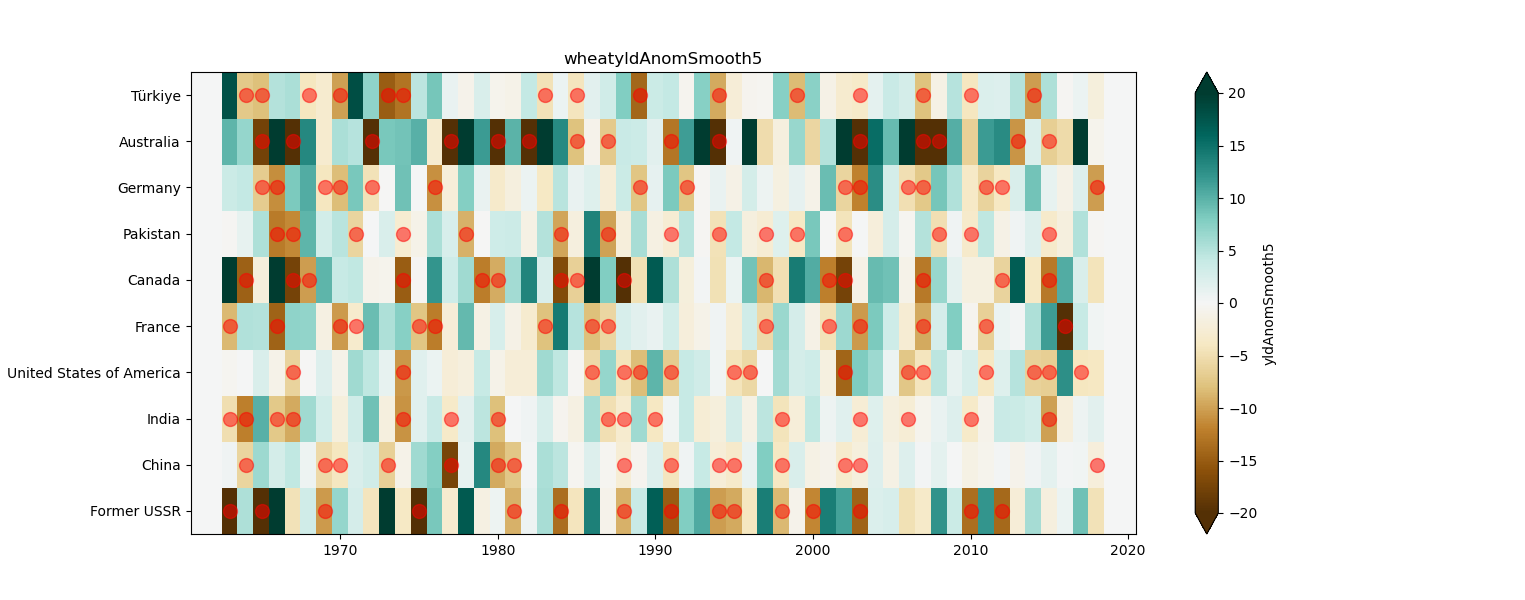 wheatyldAnomSmooth5
Türkiye
Australia
Germany
Pakistan
Canada
France
United States of America
India
China
Former USSR
1970
1980
1990
2000
2010
2020
20
15
10
5
0
−5
−10
−15
−20
yldAnomSmooth5